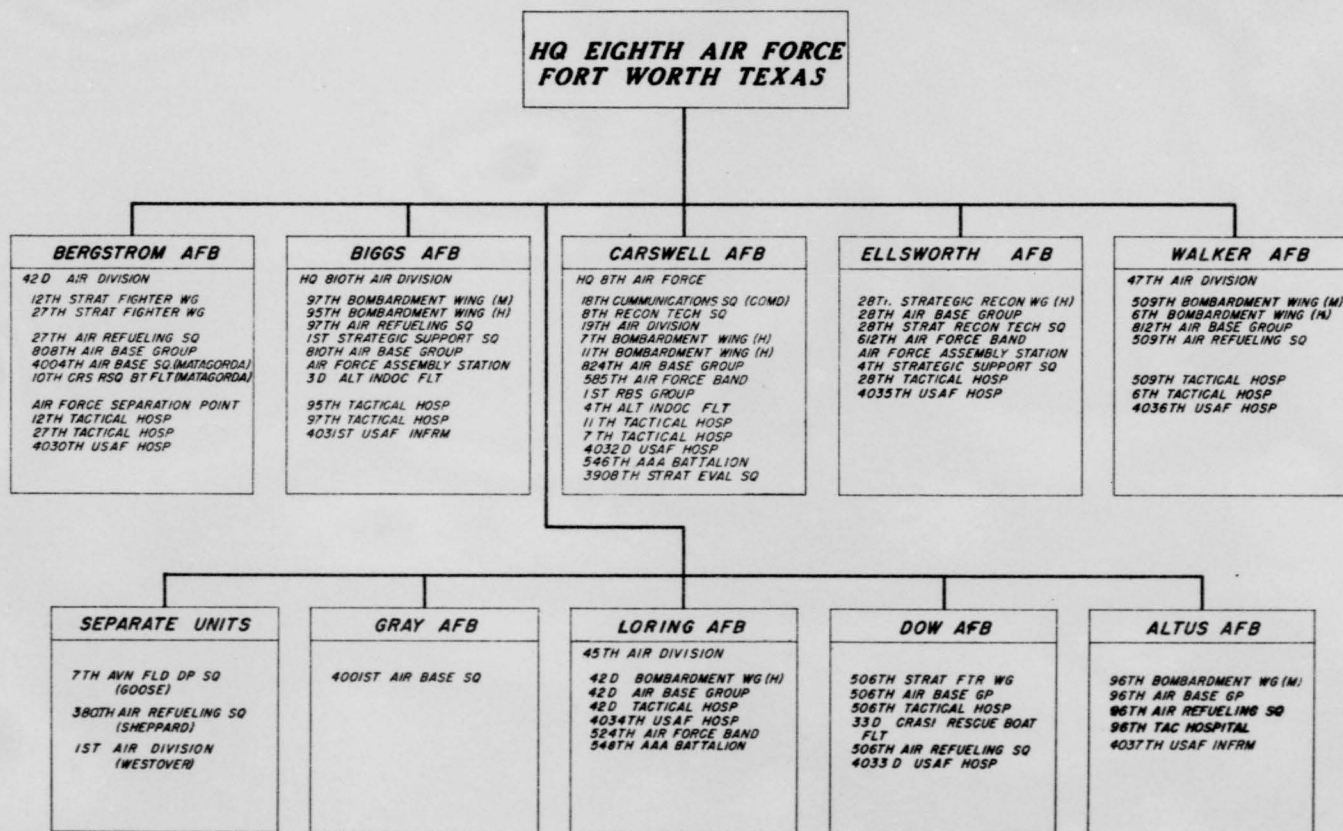 HQ EIGHTH AIR FORCE
FORT WORTH TEXAS
BERGSTROM AFB
42D AIR DIVISION
12TH STRAT FIGHTER WG
27TH STRAT FIGHTER WG
27TH AIR REFUELING SQ
808TH AIR BASE GROUP
4004TH AIR BASE SQ (MATAGORDA)
10TH CRS RSQ BT FLT (MATAGORDA)
AIR FORCE SEPARATION POINT
12TH TACTICAL HOSP
27TH TACTICAL HOSP
4030TH USAF HOSP
BIGGS AFB
HQ 810TH AIR DIVISION
97TH BOMBARDMENT WING (M)
95TH BOMBARDMENT WING (H)
97TH AIR REFUELING SQ
1ST STRATEGIC SUPPORT SQ
810TH AIR BASE GROUP
AIR FORCE ASSEMBLY STATION
3D ALT INDOC FLT
95TH TACTICAL HOSP
97TH TACTICAL HOSP
4031ST USAF INFRM
CARSWELL AFB
HQ 8TH AIR FORCE
18TH CUMMUNICATIONS SQ (COMD)
8TH RECON TECH SQ
19TH AIR DIVISION
7TH BOMBARDMENT WING (H)
11TH BOMBARDMENT WING (H)
824TH AIR BASE GROUP
585TH AIR FORCE BAND
1ST RBS GROUP
4TH ALT INDOC FLT
11TH TACTICAL HOSP
7TH TACTICAL HOSP
4032D USAF HOSP
546TH AAA BATTALION
3908TH STRAT EVAL SQ
ELLSWORTH AFB
28TH STRATEGIC RECON WG (H)
28TH AIR BASE GROUP
28TH STRAT RECON TECH SQ
612TH AIR FORCE BAND
AIR FORCE ASSEMBLY STATION
4TH STRATEGIC SUPPORT SQ
28TH TACTICAL HOSP
4035TH USAF HOSP
WALKER AFB
47TH AIR DIVISION
509TH BOMBARDMENT WING (M)
6TH BOMBARDMENT WING (H)
812TH AIR BASE GROUP
509TH AIR REFUELING SQ
509TH TACTICAL HOSP
6TH TACTICAL HOSP
4036TH USAF HOSP
SEPARATE UNITS
7TH AVN FLD DP SQ
(GOOSE)
380TH AIR REFUELING SQ
(SHEPPARD)
1ST AIR DIVISION
(WESTOVER)
GRAY AFB
4001ST AIR BASE SQ
LORING AFB
45TH AIR DIVISION
42D BOMBARDMENT WG (H)
42D AIR BASE GROUP
42D TACTICAL HOSP
4034TH USAF HOSP
524TH AIR FORCE BAND
548TH AAA BATTALION
DOW AFB
506TH STRAT FTR WG
506TH AIR BASE GP
506TH TACTICAL HOSP
33D CRASH RESCUE BOAT
FLT
506TH AIR REFUELING SQ
4033D USAF HOSP
ALTUS AFB
96TH BOMBARDMENT WG (M)
96TH AIR BASE GP
96TH AIR REFUELING SQ
96TH TAC HOSPITAL
4037TH USAF INFRM